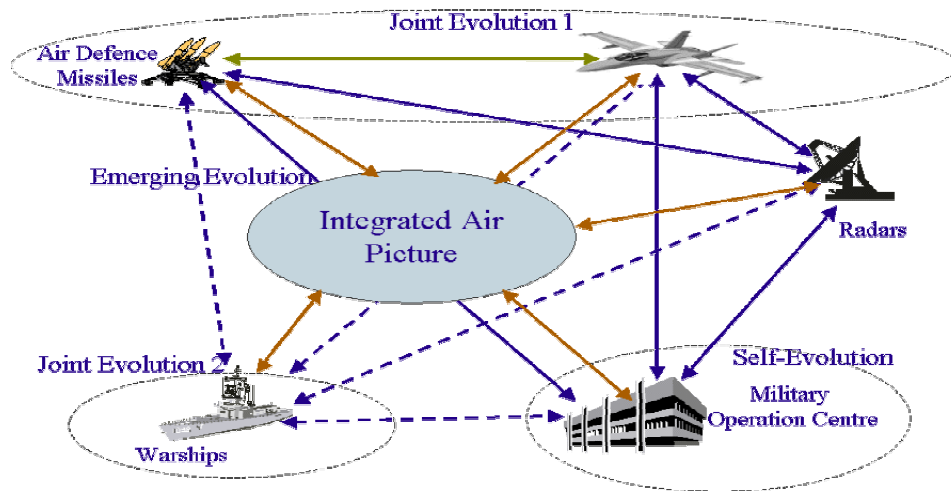 Joint Evolution 1
Air Defence
Missiles
Emerging Evolution
Integrated Air
Picture
Radars
Joint Evolution 2
Self-Evolution
Military
Operation Centre
Warships